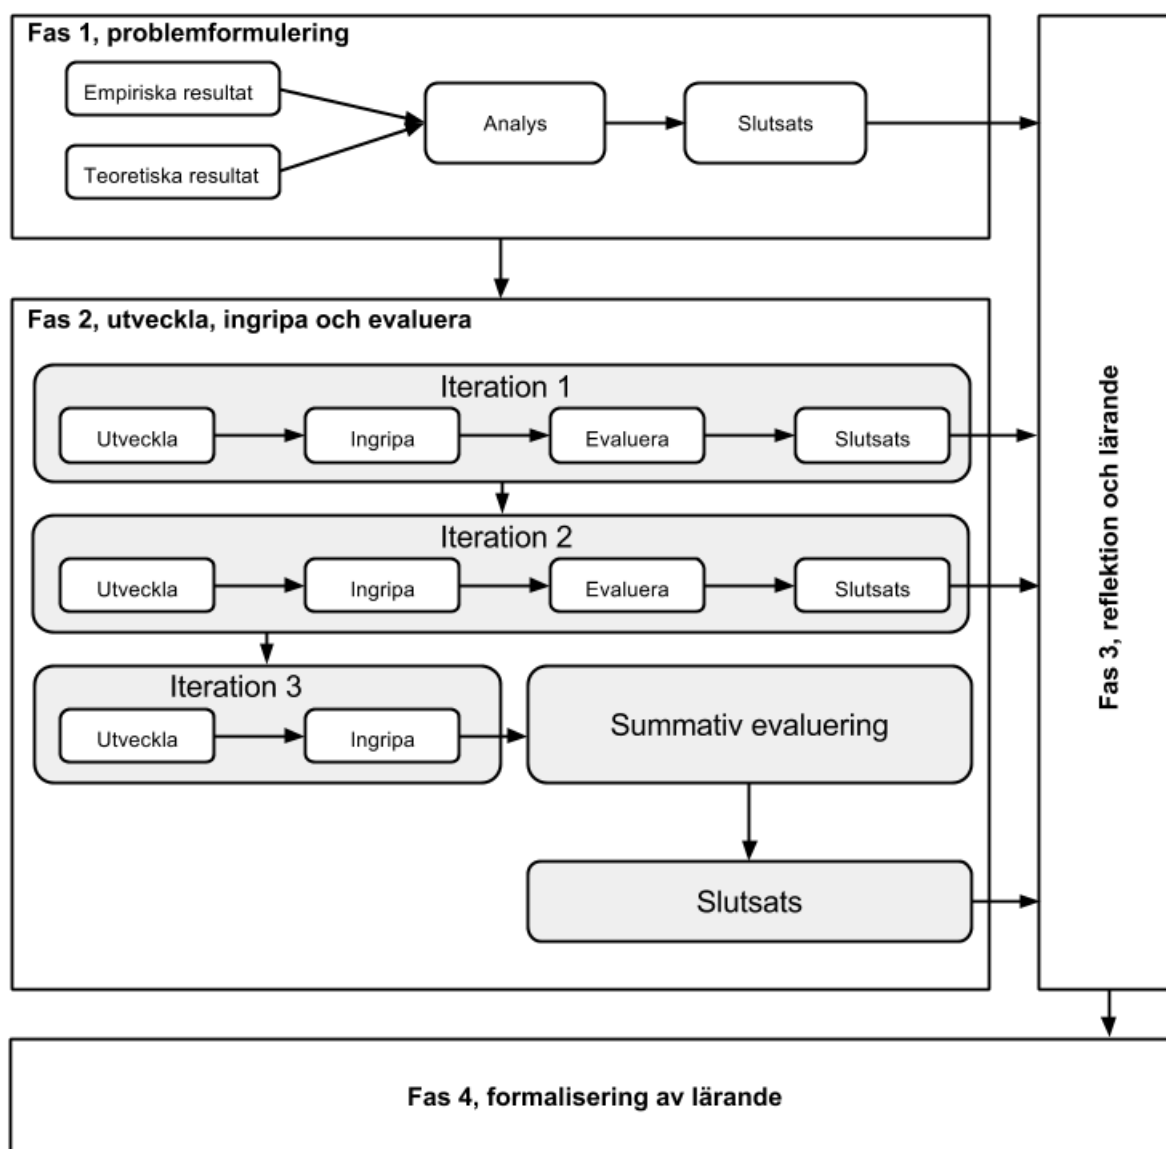 Fas 1, problemformulering
Empiriska resultat
Teoretiska resultat
Analys
Slutsats
Fas 2, utveckla, ingripa och evaluera
Iteration 1
Utveckla
Ingripa
Evaluera
Slutsats
Iteration 2
Utveckla
Ingripa
Evaluera
Slutsats
Iteration 3
Utveckla
Ingripa
Summativ evaluering
Slutsats
Fas 3, reflektion och lärande
Fas 4, formalisering av lärande